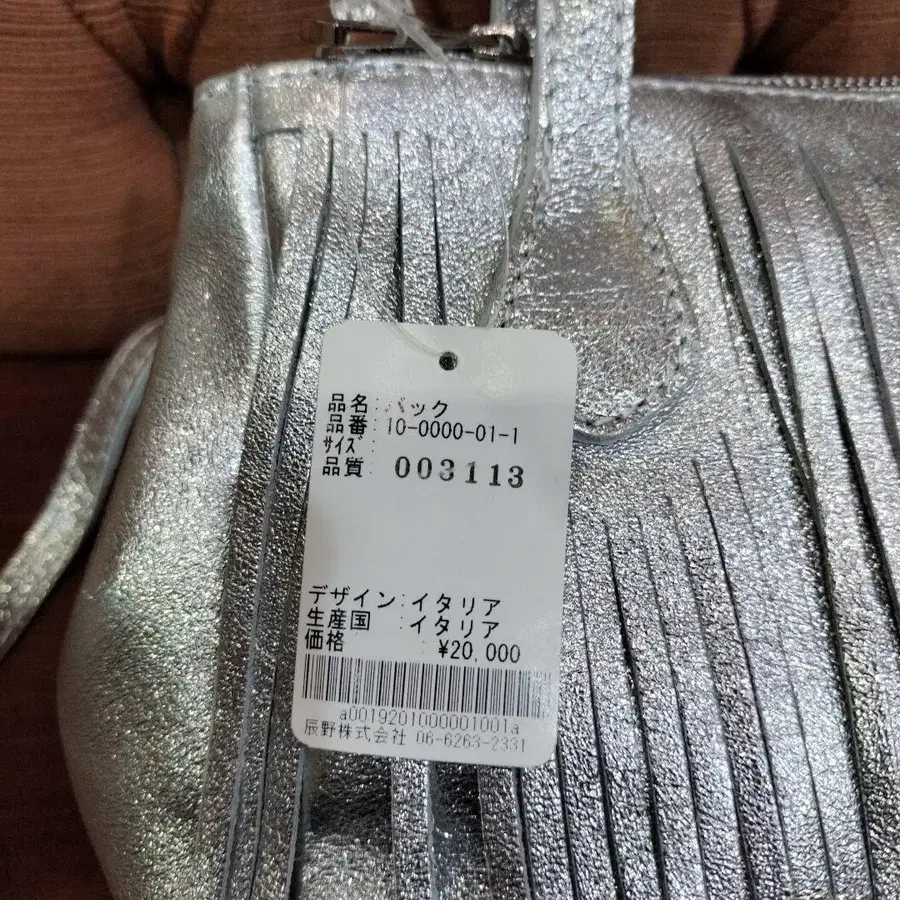 品名:バック
品番:10-0000-01-1
サイズ:
品質: 003113
デザイン:イタリア
生産国 :イタリア
価格 : ¥20,000
a0019201000001001a
辰野株式会社 06-6263-2331